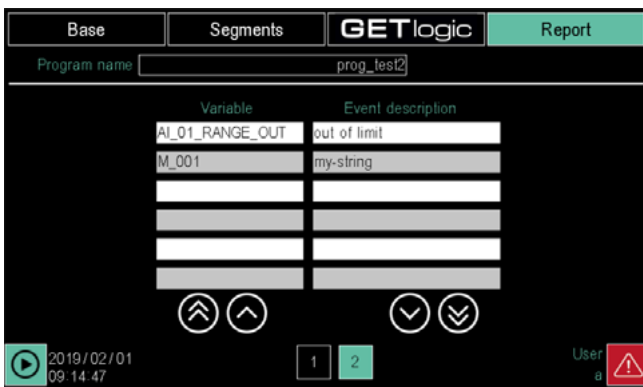 Base Segments GETlogic Report
Program name prog_test2
Variable Event description
AI_01_RANGE_OUT out of limit
M_001 my-string
2019/02/01 1 2 User
09:14:47 a